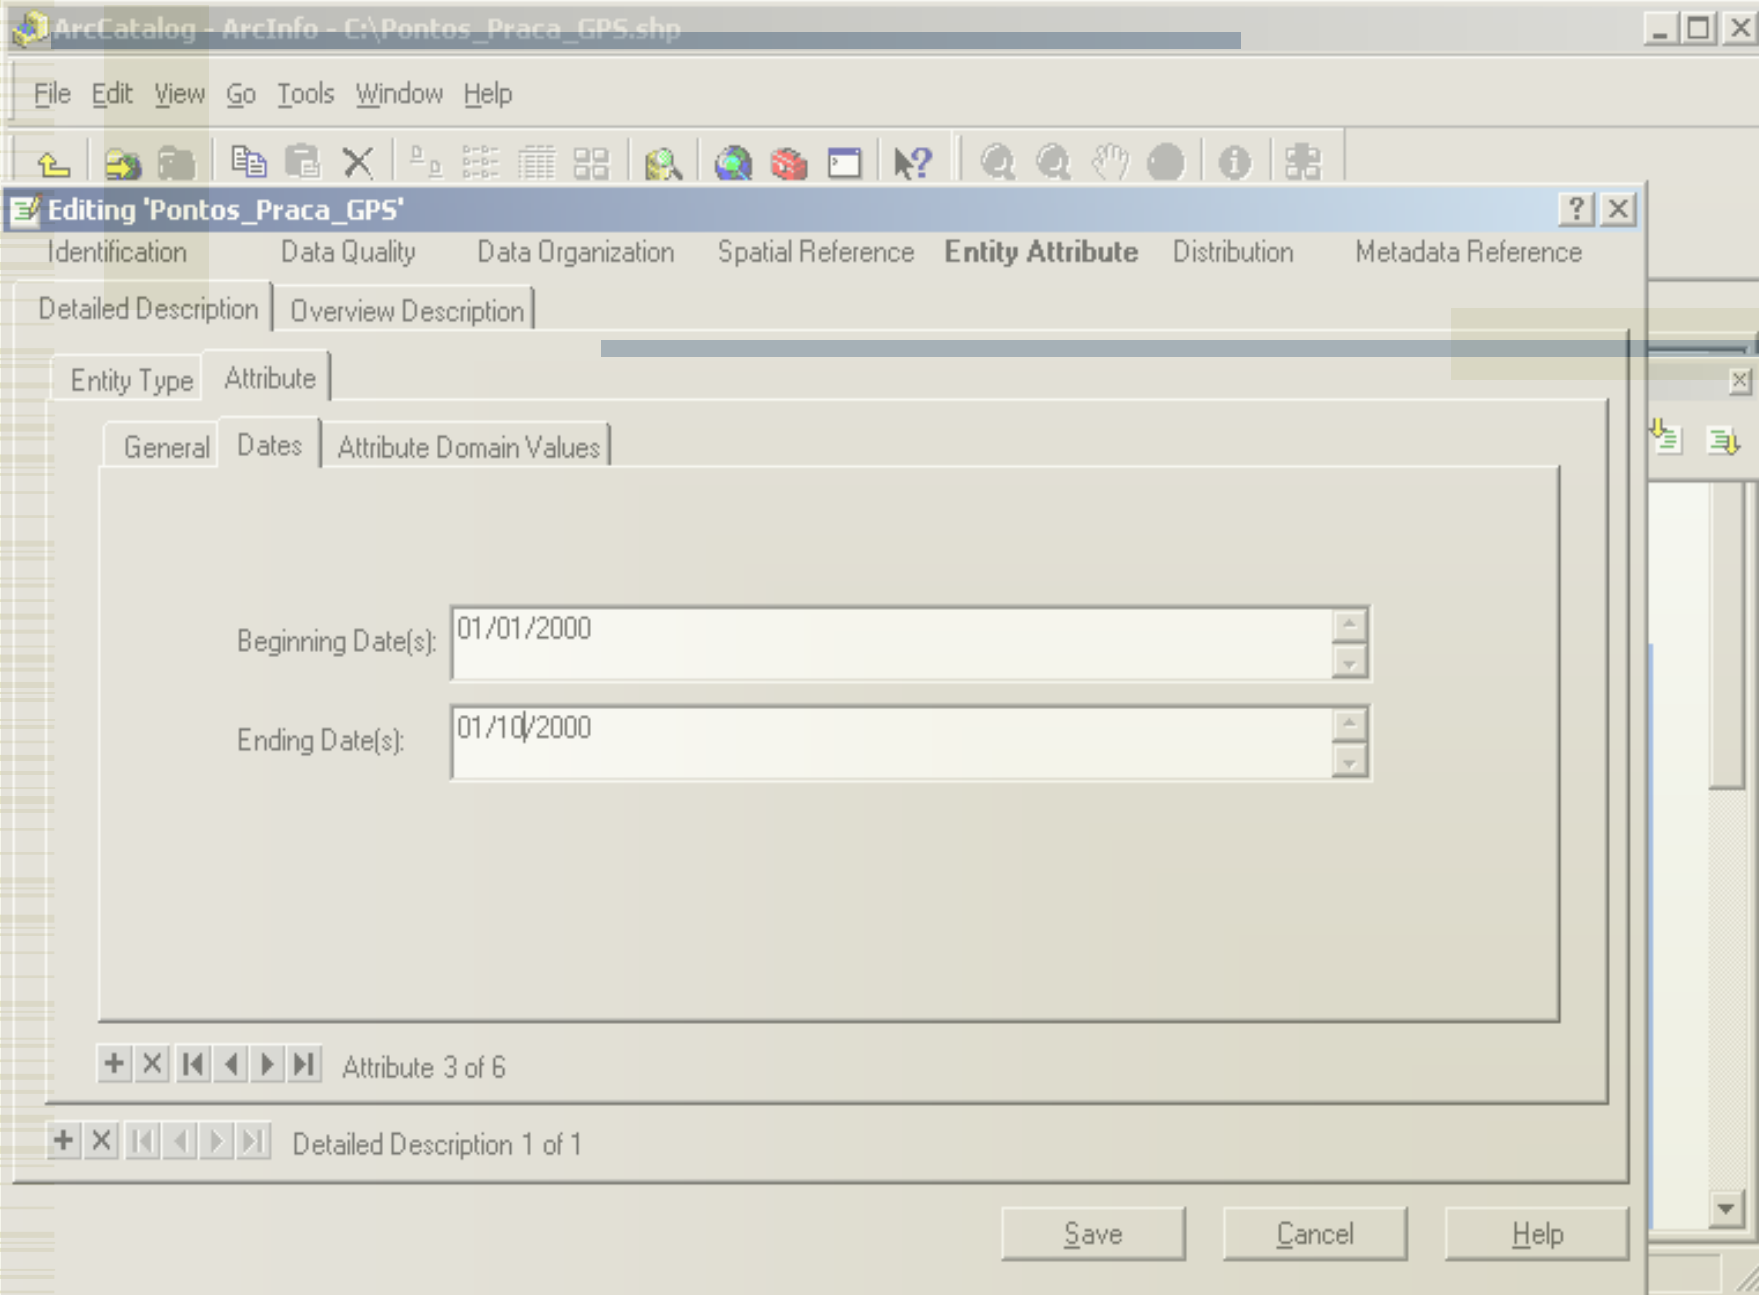 ArcCatalog - ArcInfo - C:\Pontos_Praca_GPS.shp
File Edit View Go Tools Window Help
Editing 'Pontos_Praca_GPS'
Identification Data Quality Data Organization Spatial Reference Entity Attribute Distribution Metadata Reference
Detailed Description Overview Description
Entity Type Attribute
General Dates Attribute Domain Values
Beginning Date(s): 01/01/2000
Ending Date(s): 01/10/2000
Attribute 3 of 6
Detailed Description 1 of 1
Save Cancel Help